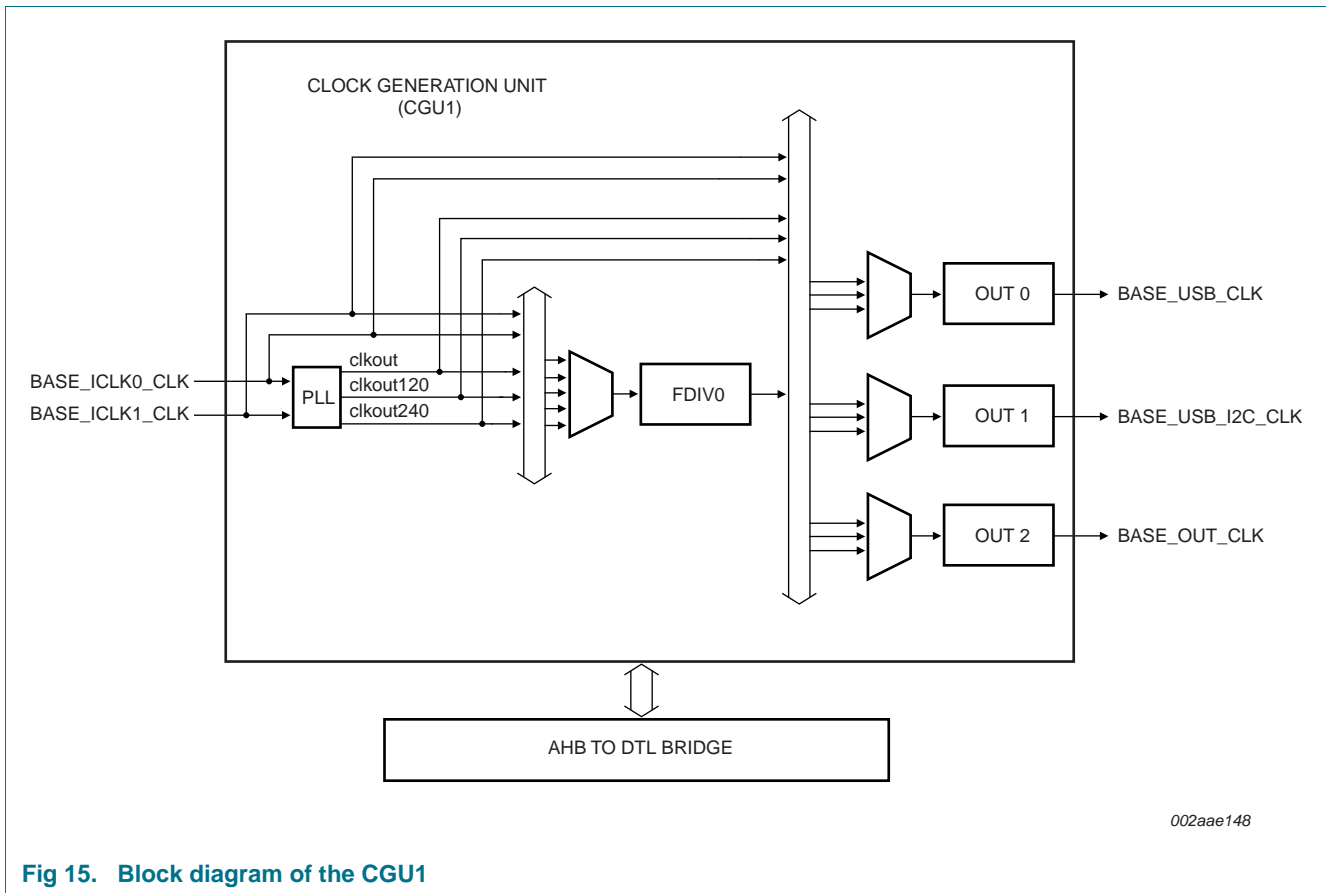 CLOCK GENERATION UNIT
(CGU1)
BASE_ICLK0_CLK
BASE_ICLK1_CLK
PLL
clkout
clkout120
clkout240
FDIV0
OUT 0
BASE_USB_CLK
OUT 1
BASE_USB_I2C_CLK
OUT 2
BASE_OUT_CLK
AHB TO DTL BRIDGE
002aae148
Fig 15. Block diagram of the CGU1